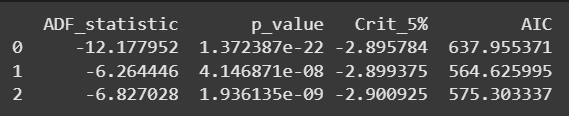 ADF_statistic p_value Crit_5% AIC
0 -12.177952 1.372387e-22 -2.895784 637.955371
1 -6.264446 4.146871e-08 -2.899375 564.625995
2 -6.827028 1.936135e-09 -2.900925 575.303337